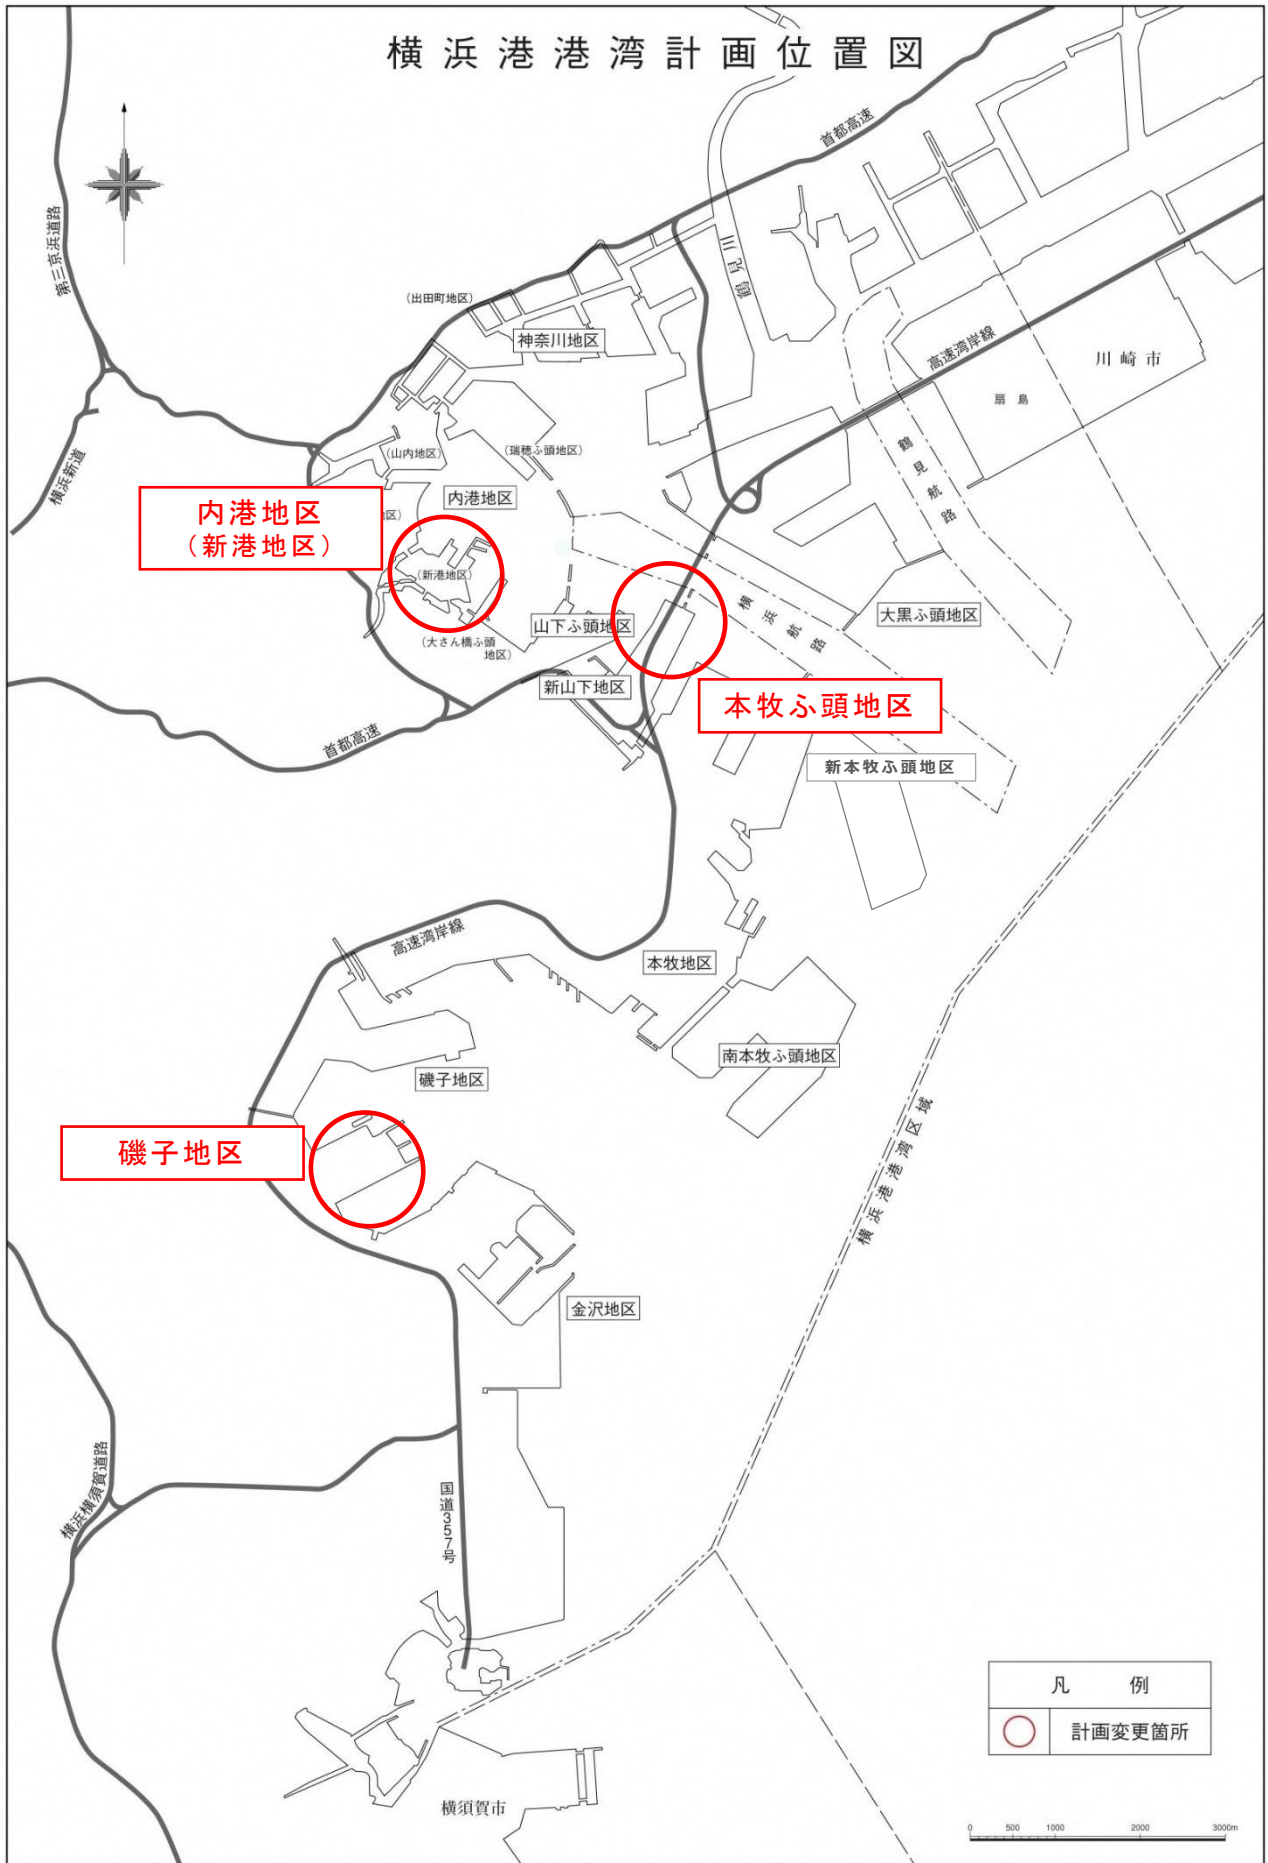 横浜港港湾計画位置図
首都高速
第三京浜道路
鶴見川
(出田町地区)
神奈川地区
高速湾岸線
川崎市
扇島
(山内地区)
(瑞穂ふ頭地区)
鶴見航路
横浜新道
内港地区
内港地区
(新港地区)
区)
(新港地区)
横浜航路
大黒ふ頭地区
山下ふ頭地区
(大さん橋ふ頭
地区)
新山下地区
本牧ふ頭地区
首都高速
新本牧ふ頭地区
高速湾岸線
本牧地区
南本牧ふ頭地区
磯子地区
横浜港港湾区域
磯子地区
金沢地区
横浜横須賀道路
国道357号
凡例
計画変更箇所
横須賀市
0 500 1000 2000 3000m